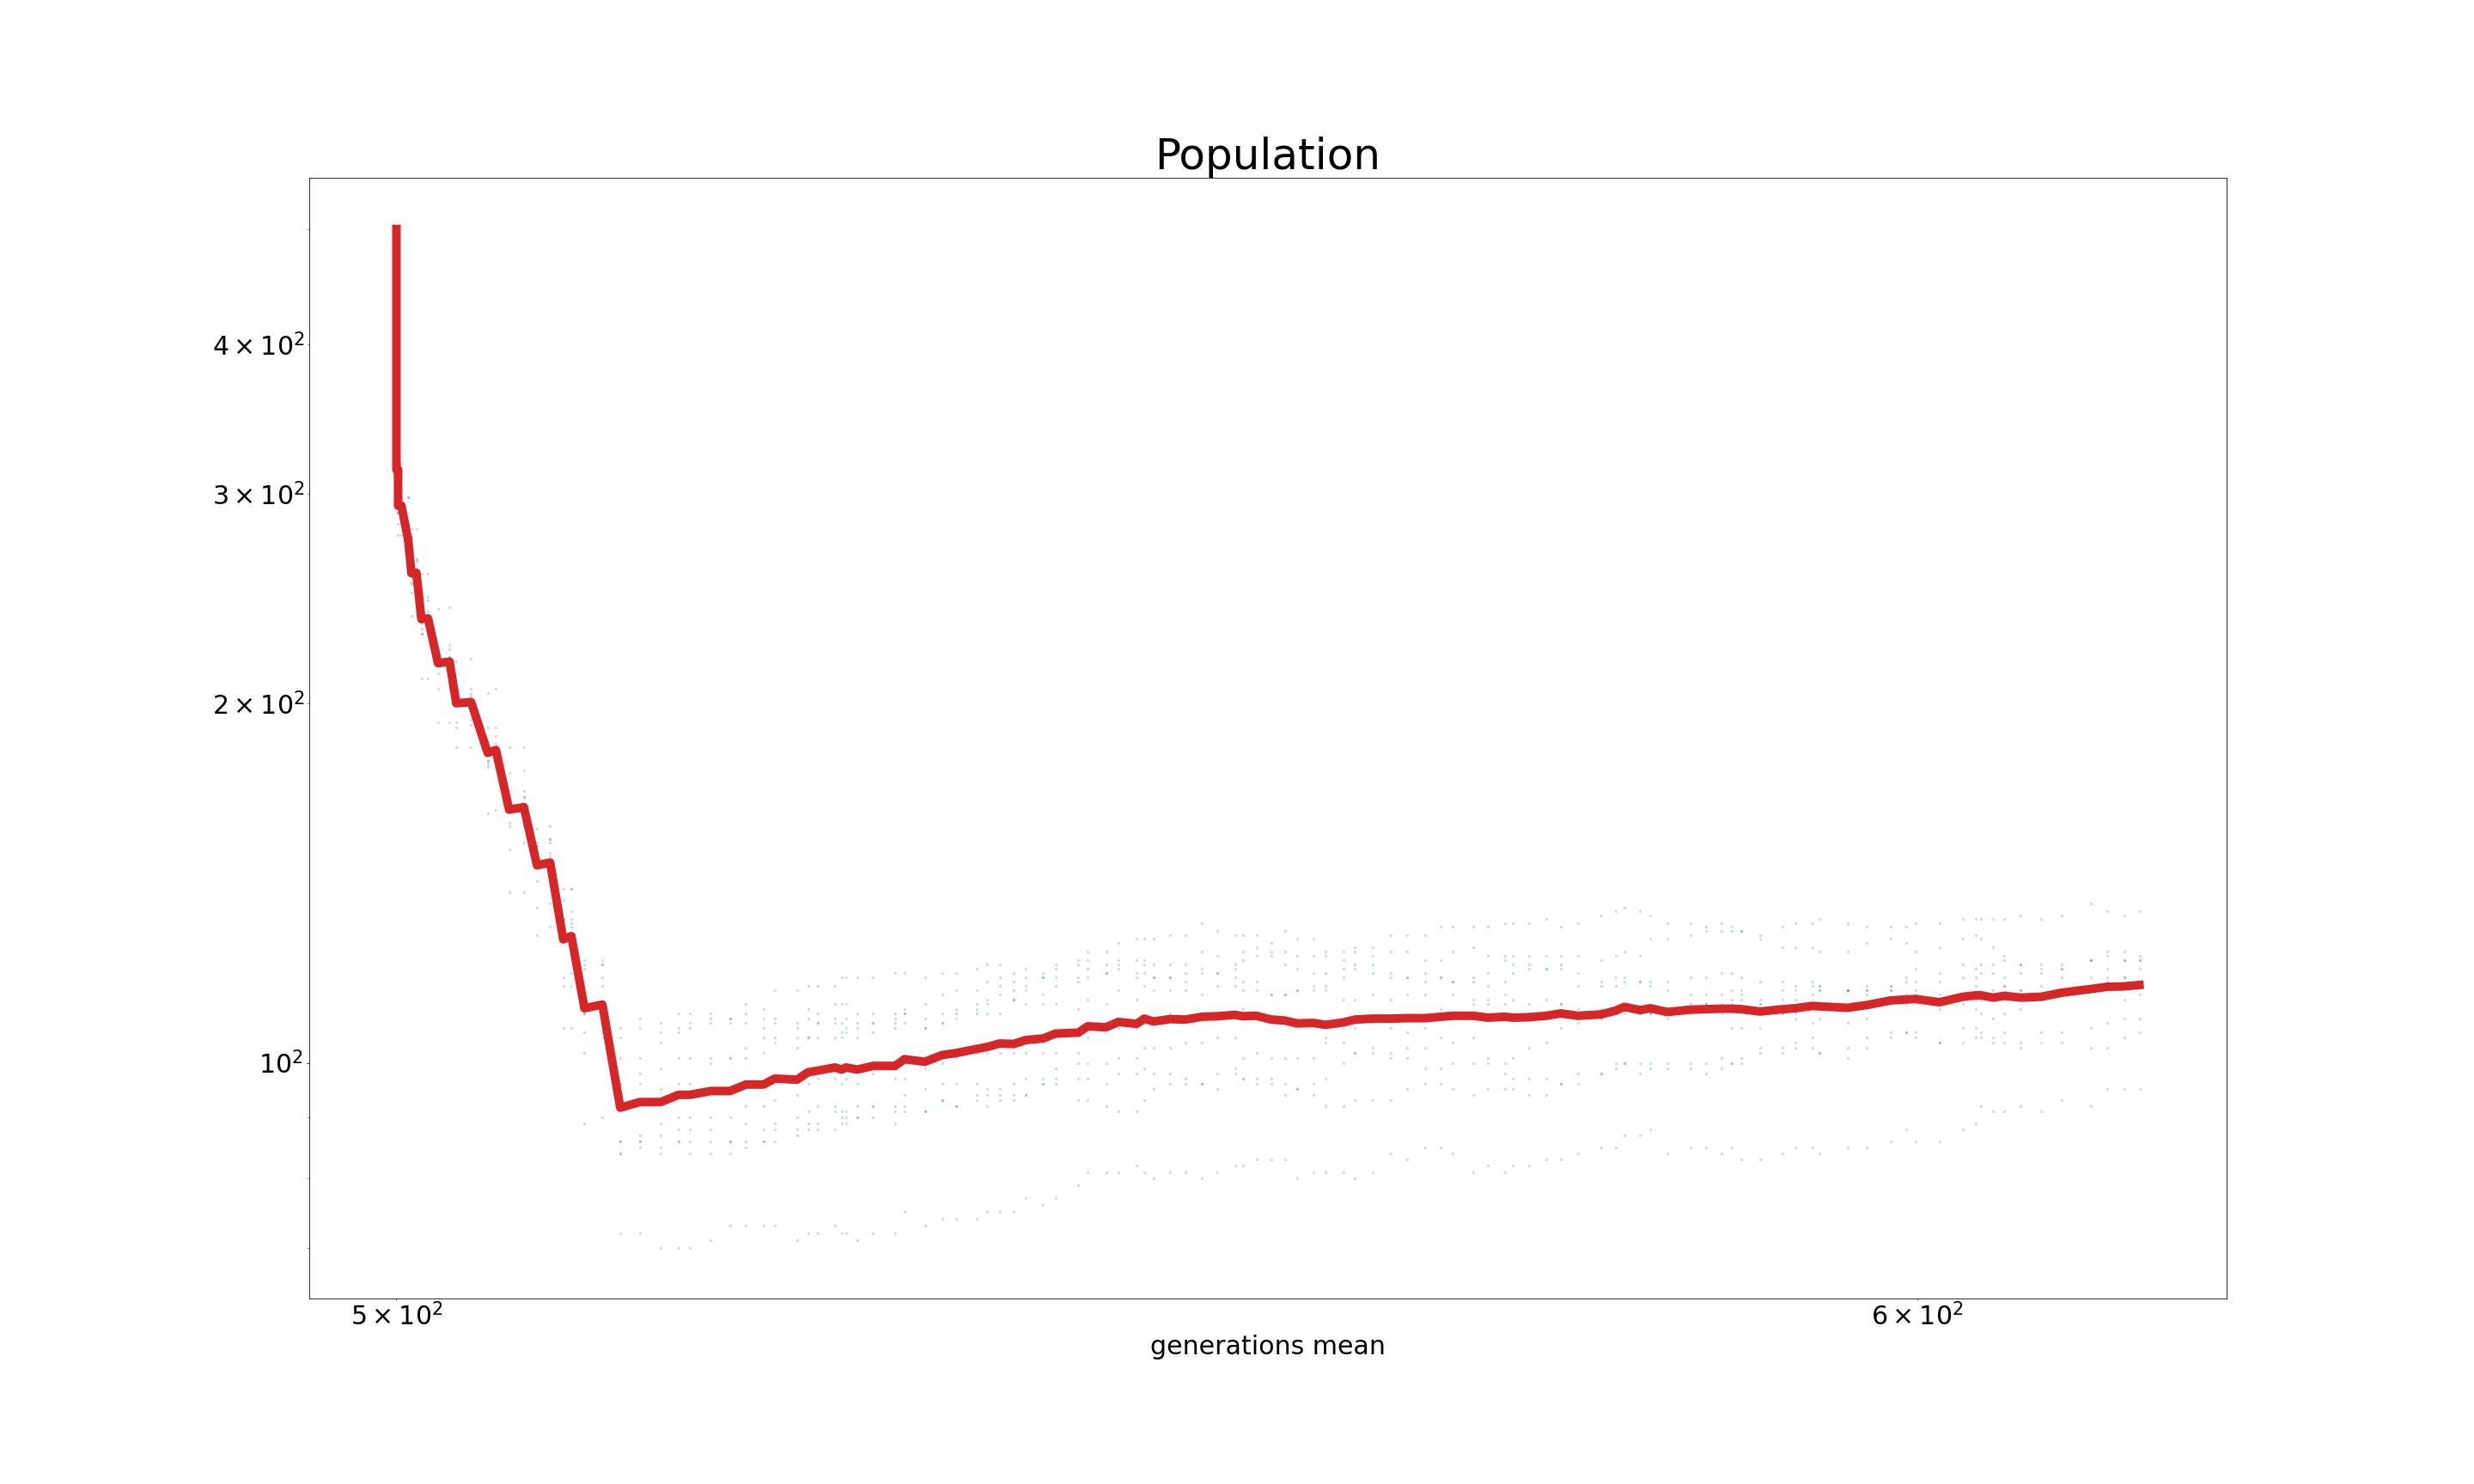 Population
4 × 10²
3 × 10²
2 × 10²
10²
5 × 10²
6 × 10²
generations mean